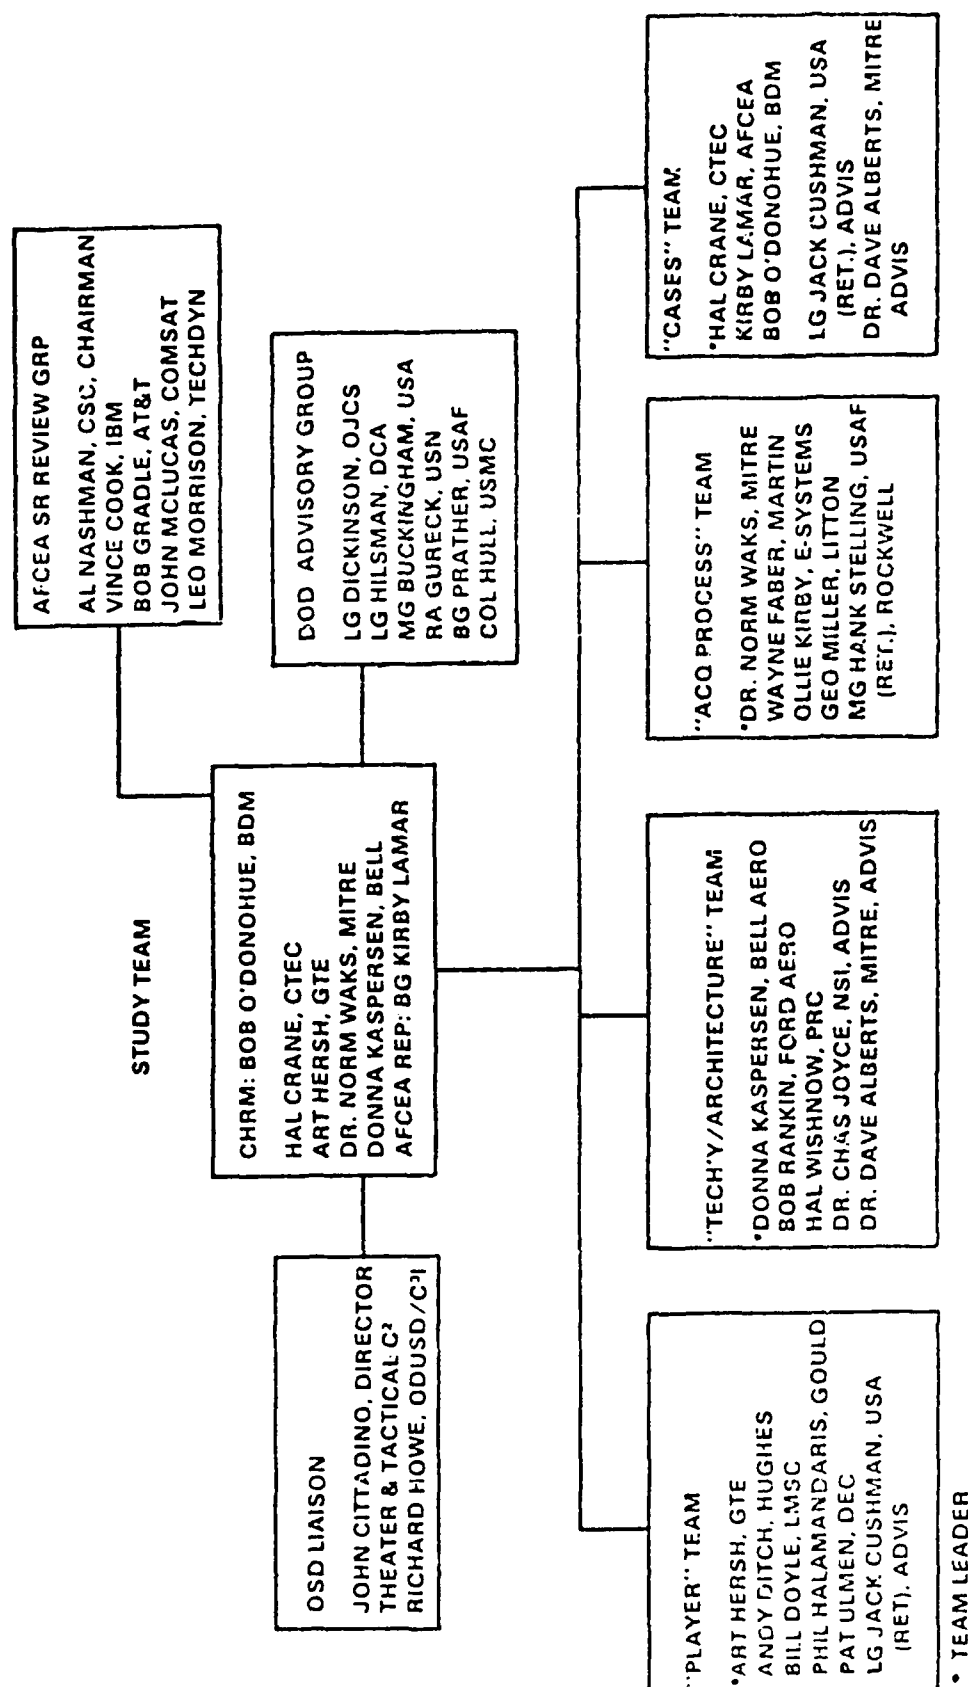 STUDY TEAM
AFCEA SR REVIEW GRP
AL NASHMAN, CSC, CHAIRMAN
VINCE COOK, IBM
BOB GRADLE, AT&T
JOHN MCLUCAS, COMSAT
LEO MORRISON, TECHDYN
OSD LIAISON
JOHN CITTADINO, DIRECTOR
THEATER & TACTICAL C²
RICHARD HOWE, ODUSD/C³I
CHRM: BOB O'DONOHUE, BDM
HAL CRANE, CTEC
ART HERSH, GTE
DR. NORM WAKS, MITRE
DONNA KASPERSEN, BELL
AFCEA REP: BG KIRBY LAMAR
DOD ADVISORY GROUP
LG DICKINSON, OJCS
LG HILSMAN, DCA
MG BUCKINGHAM, USA
RA GURECK, USN
BG PRATHER, USAF
COL HULL, USMC
"PLAYER" TEAM
*ART HERSH, GTE
ANDY DITCH, HUGHES
BILL DOYLE, LMSC
PHIL HALAMANDARIS, GOULD
PAT ULMEN, DEC
LG JACK CUSHMAN, USA
(RET), ADVIS
"TECH'Y/ARCHITECTURE" TEAM
*DONNA KASPERSEN, BELL AERO
BOB RANKIN, FORD AERO
HAL WISHNOW, PRC
DR. CHAS JOYCE, NSI, ADVIS
DR. DAVE ALBERTS, MITRE, ADVIS
"ACQ PROCESS" TEAM
*DR. NORM WAKS, MITRE
WAYNE FABER, MARTIN
OLLIE KIRBY, E-SYSTEMS
GEO MILLER, LITTON
MG HANK STELLING, USAF
(RET.), ROCKWELL
"CASES" TEAM
*HAL CRANE, CTEC
KIRBY LAMAR, AFCEA
BOB O'DONOHUE, BDM
LG JACK CUSHMAN, USA
(RET.), ADVIS
DR. DAVE ALBERTS, MITRE
ADVIS
* TEAM LEADER